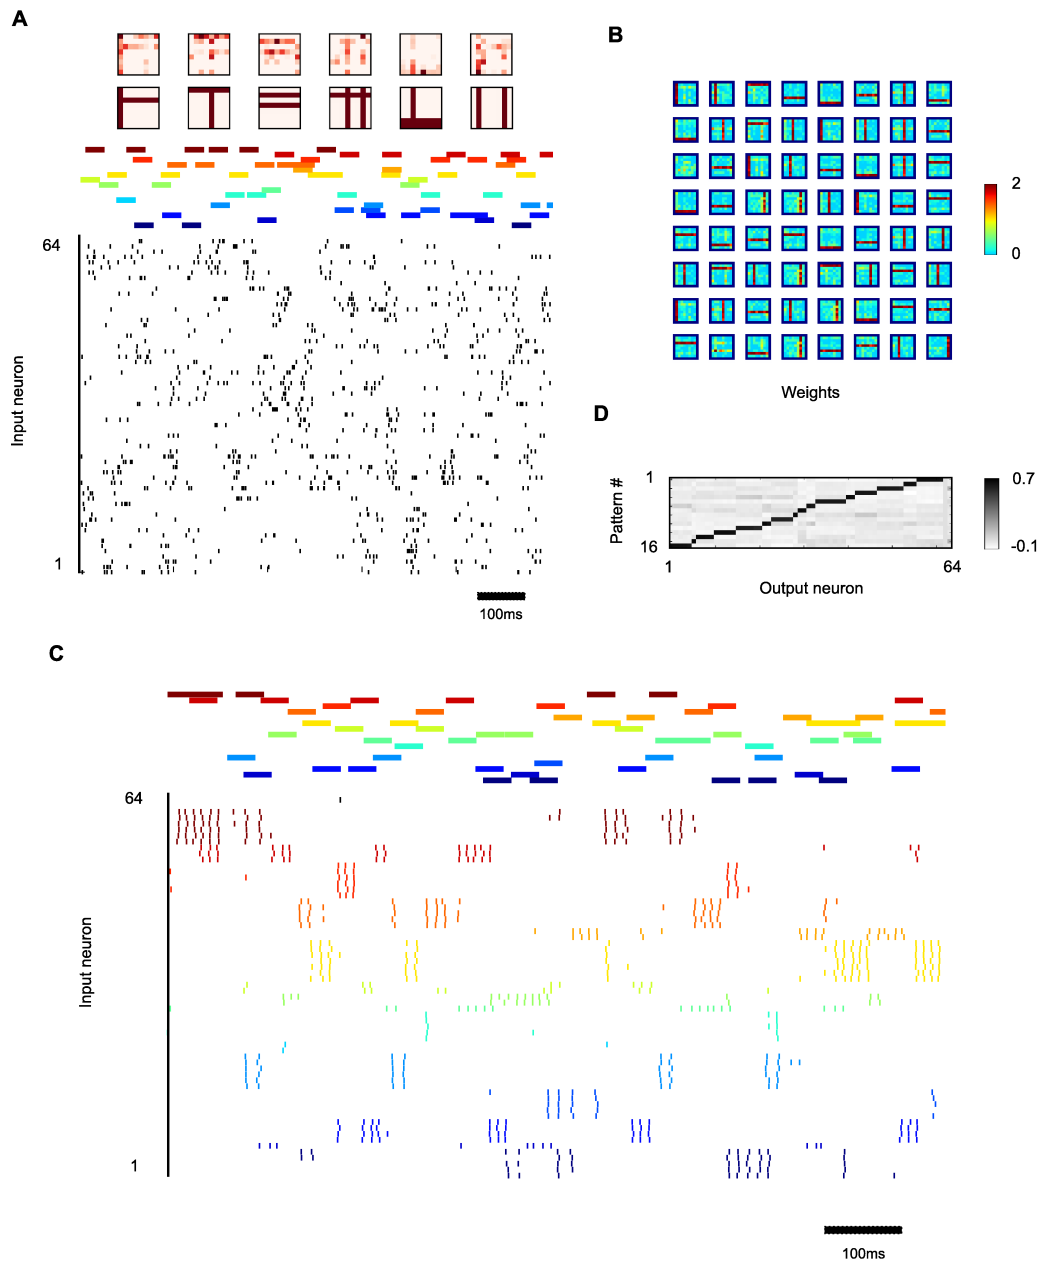 A
B
64
Input neuron
1
100ms
2
0
Weights
D
1
Pattern #
16
1
64
Output neuron
0.7
-0.1
C
64
Input neuron
1
100ms